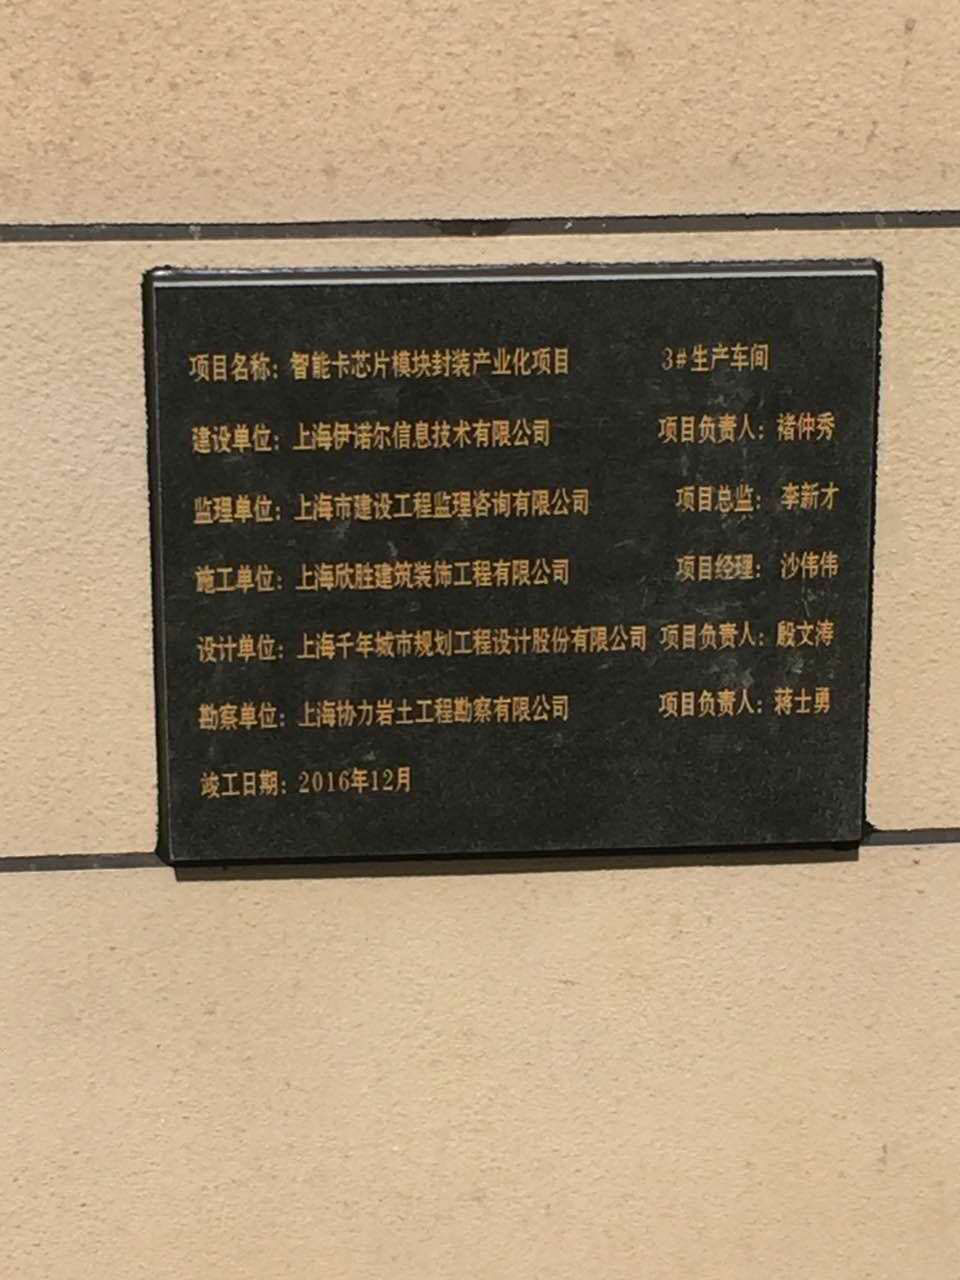 项目名称：智能卡芯片模块封装产业化项目 3#生产车间
建设单位：上海伊诺尔信息技术有限公司 项目负责人：褚仲秀
监理单位：上海市建设工程监理咨询有限公司 项目总监：李新才
施工单位：上海欣胜建筑装饰工程有限公司 项目经理：沙伟伟
设计单位：上海千年城市规划工程设计股份有限公司 项目负责人：殷文涛
勘察单位：上海协力岩土工程勘察有限公司 项目负责人：蒋士勇
竣工日期：2016年12月